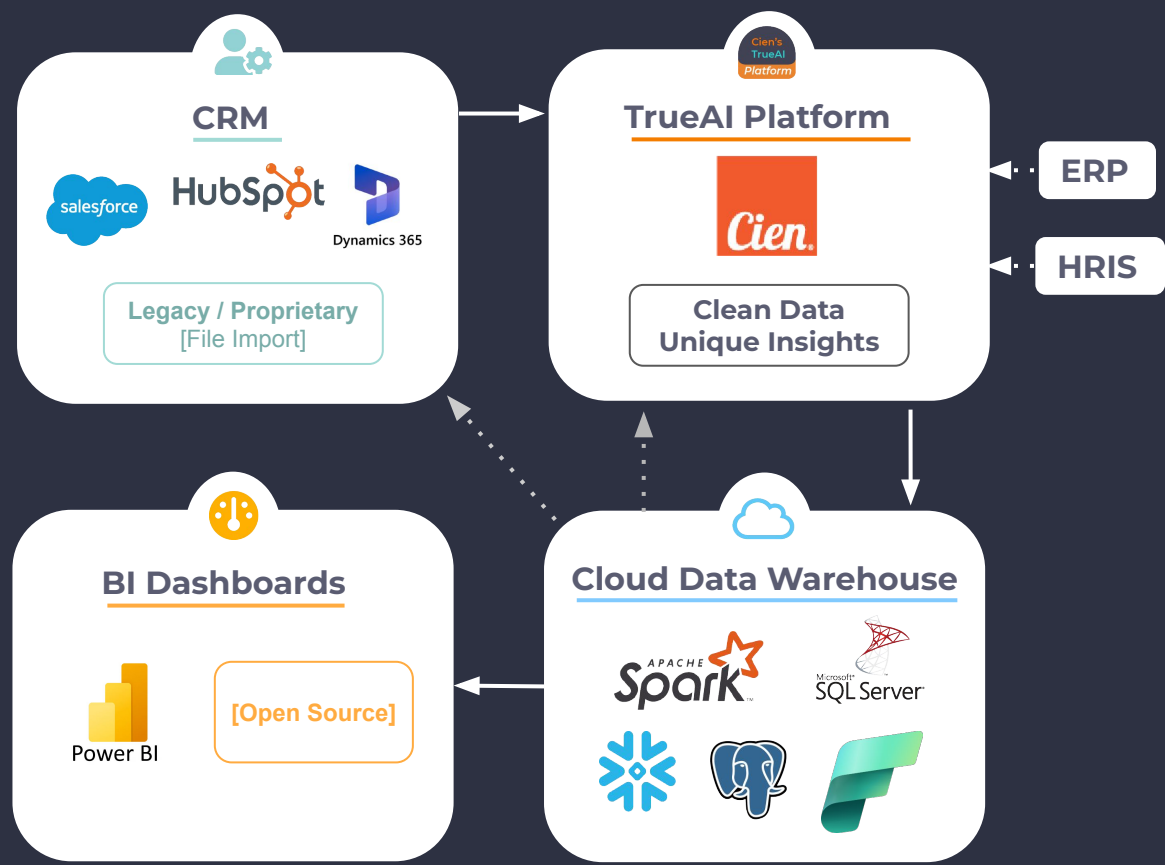 CRM
salesforce
HubSpot
Dynamics 365
Legacy / Proprietary
[File Import]
Cien's
TrueAI
Platform
TrueAI Platform
Cien.
Clean Data
Unique Insights
ERP
HRIS
BI Dashboards
Power BI
[Open Source]
Cloud Data Warehouse
APACHE
Spark™
Microsoft®
SQL Server®